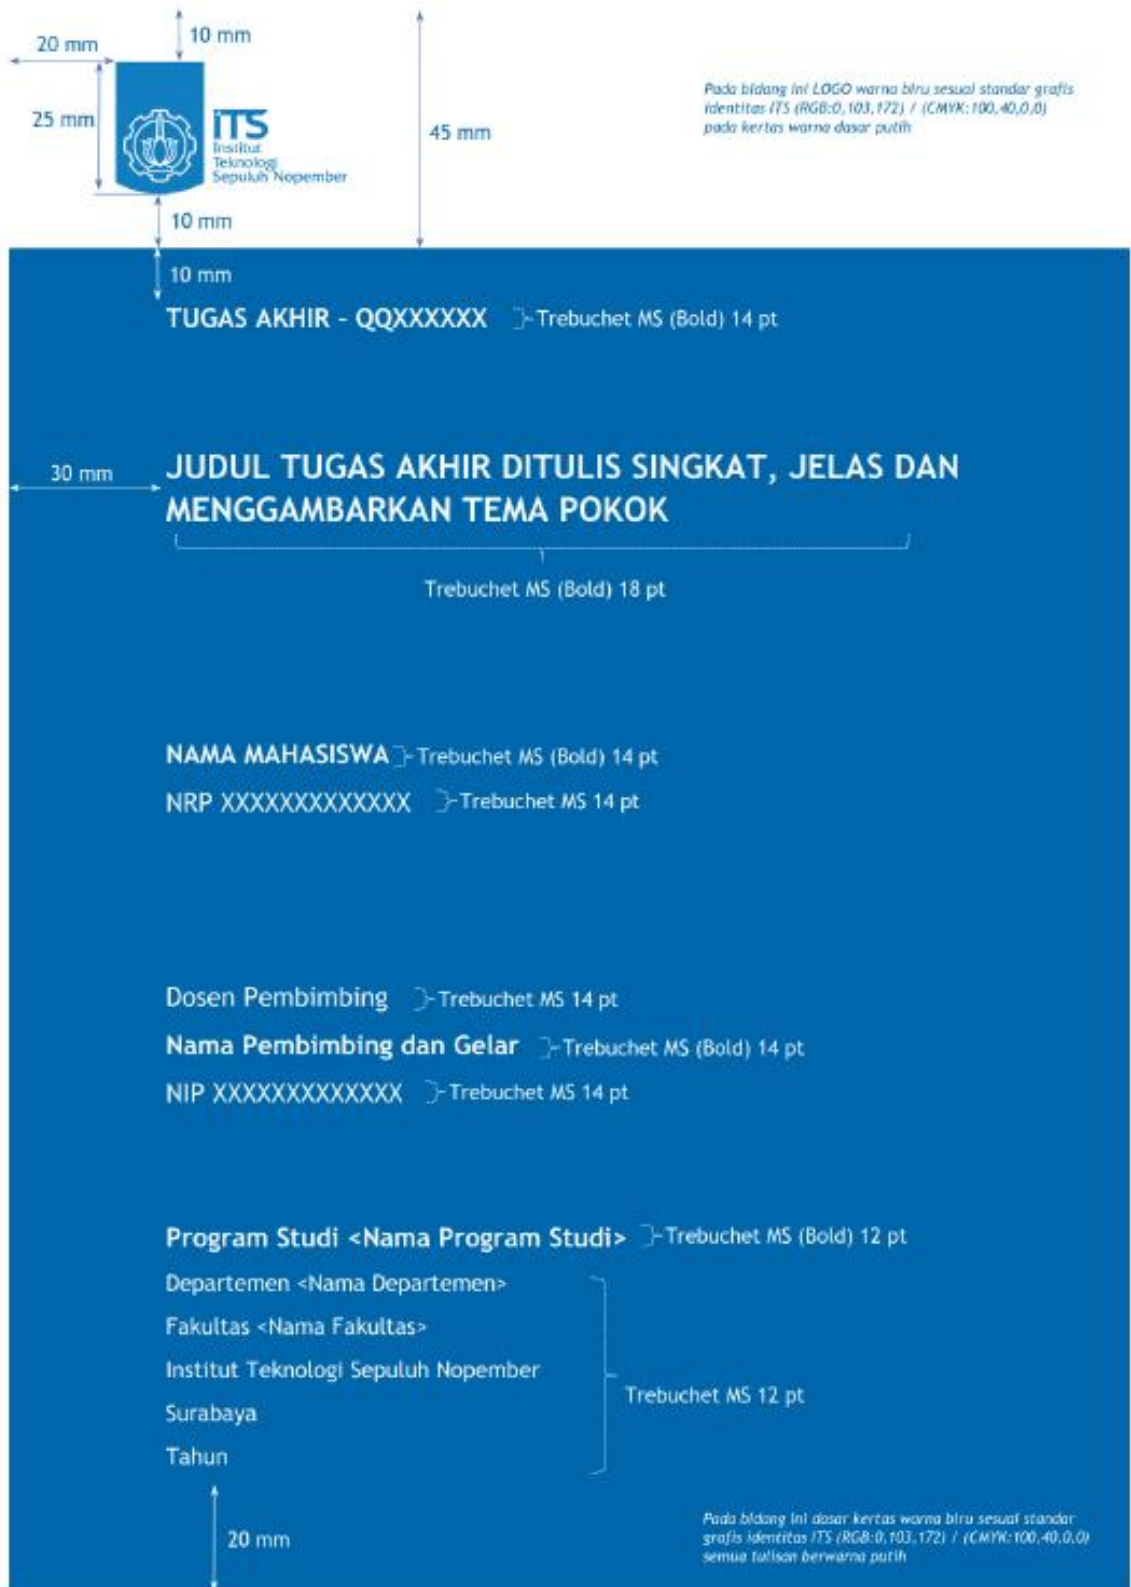 10 mm
20 mm
25 mm
45 mm
iTS
Institut
Teknologi
Sepuluh Nopember
Pada bidang ini LOGO warna biru sesuai standar grafis
identitas ITS (RGB:0,103,172) / (CMYK:100,40,0,0)
pada kertas warna dasar putih
10 mm
10 mm
TUGAS AKHIR – QQXXXXXX Trebuchet MS (Bold) 14 pt
30 mm
JUDUL TUGAS AKHIR DITULIS SINGKAT, JELAS DAN
MENGGAMBARKAN TEMA POKOK
Trebuchet MS (Bold) 18 pt
NAMA MAHASISWA Trebuchet MS (Bold) 14 pt
NRP XXXXXXXXXXXXX Trebuchet MS 14 pt
Dosen Pembimbing Trebuchet MS 14 pt
Nama Pembimbing dan Gelar Trebuchet MS (Bold) 14 pt
NIP XXXXXXXXXXXXX Trebuchet MS 14 pt
Program Studi <Nama Program Studi> Trebuchet MS (Bold) 12 pt
Departemen <Nama Departemen>
Fakultas <Nama Fakultas>
Institut Teknologi Sepuluh Nopember
Trebuchet MS 12 pt
Surabaya
Tahun
20 mm
Pada bidang ini dasar kertas warna biru sesuai standar
grafis identitas ITS (RGB:0,103,172) / (CMYK:100,40,0,0)
semua tulisan berwarna putih